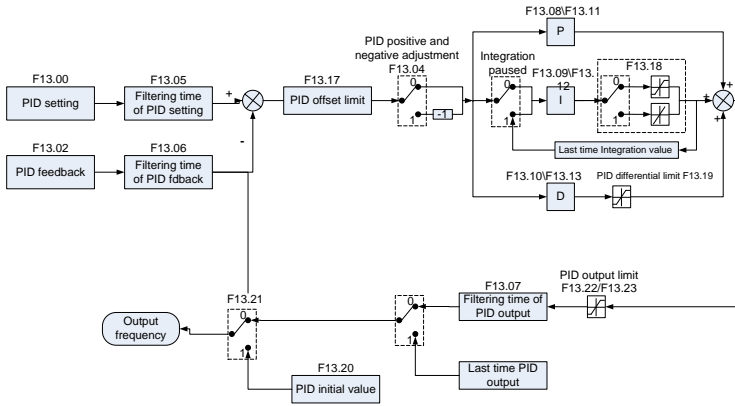 F13.08\F13.11
P
PID positive and
negative adjustment
F13.04
Integration
paused
F13.18
F13.00
F13.05
F13.17
F13.09\F13.
12
PID setting
Filtering time
of PID setting
+
PID offset limit
0
1
-1
0
1
I
0
1
+
+
+
-
F13.02
F13.06
Last time Integration value
PID feedback
Filtering time
of PID fdback
F13.10\F13.13
PID differential limit F13.19
D
PID output limit
F13.22/F13.23
F13.07
F13.21
Filtering time of
PID output
0
0
Output
frequency
1
1
F13.20
Last time PID
output
PID initial value